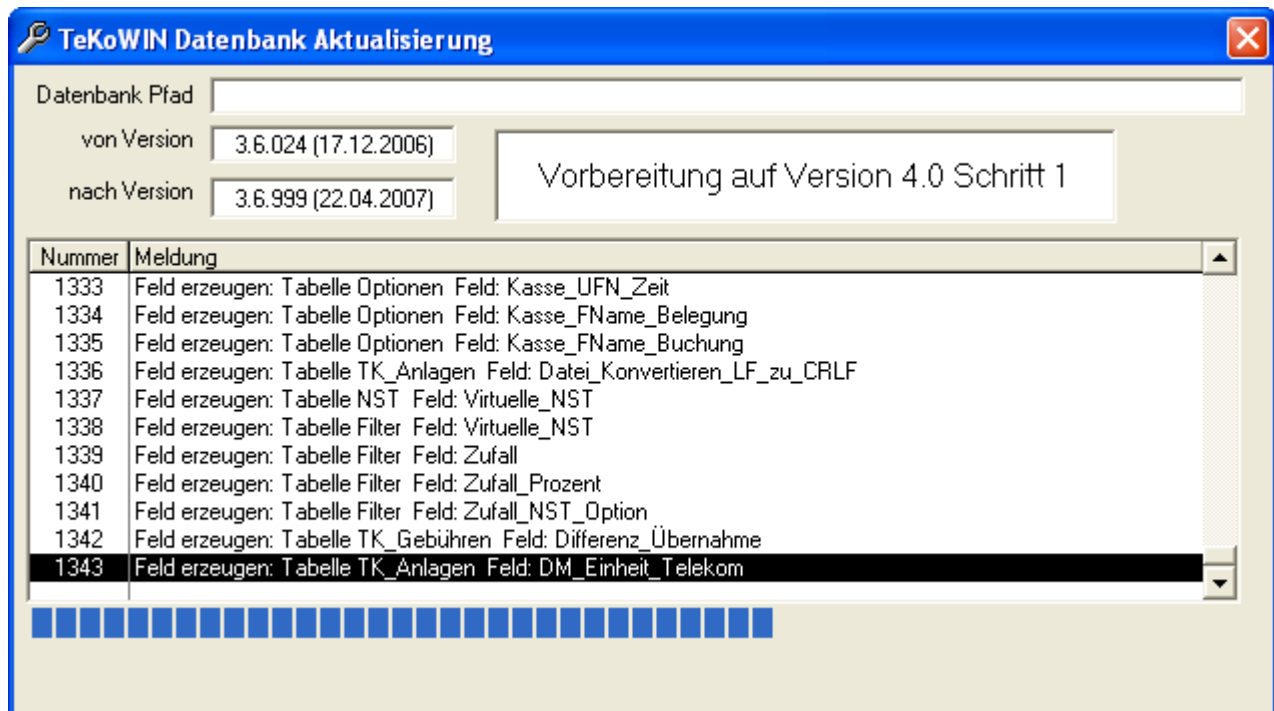 TeKoWIN Datenbank Aktualisierung
Datenbank Pfad
von Version 3.6.024 (17.12.2006)
nach Version 3.6.999 (22.04.2007)
Vorbereitung auf Version 4.0 Schritt 1
Nummer Meldung
1333 Feld erzeugen: Tabelle Optionen Feld: Kasse_UFN_Zeit
1334 Feld erzeugen: Tabelle Optionen Feld: Kasse_FName_Belegung
1335 Feld erzeugen: Tabelle Optionen Feld: Kasse_FName_Buchung
1336 Feld erzeugen: Tabelle TK_Anlagen Feld: Datei_Konvertieren_LF_zu_CRLF
1337 Feld erzeugen: Tabelle NST Feld: Virtuelle_NST
1338 Feld erzeugen: Tabelle Filter Feld: Virtuelle_NST
1339 Feld erzeugen: Tabelle Filter Feld: Zufall
1340 Feld erzeugen: Tabelle Filter Feld: Zufall_Prozent
1341 Feld erzeugen: Tabelle Filter Feld: Zufall_NST_Option
1342 Feld erzeugen: Tabelle TK_Gebühren Feld: Differenz_Übernahme
1343 Feld erzeugen: Tabelle TK_Anlagen Feld: DM_Einheit_Telekom